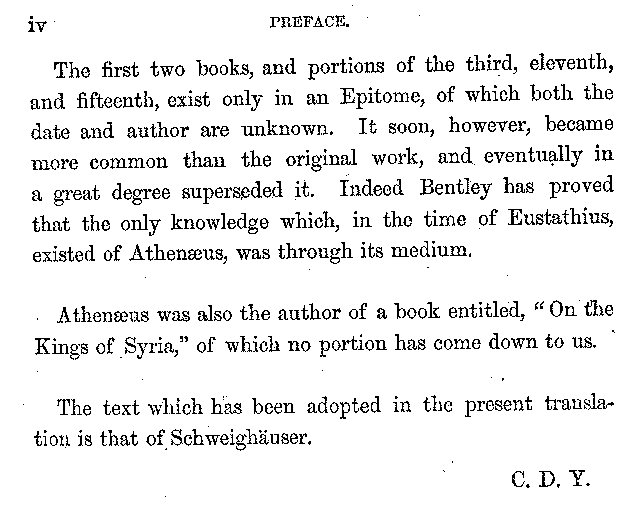 iv PREFACE.
The first two books, and portions of the third, eleventh,
and fifteenth, exist only in an Epitome, of which both the
date and author are unknown. It soon, however, became
more common than the original work, and eventually in
a great degree superseded it. Indeed Bentley has proved
that the only knowledge which, in the time of Eustathius,
existed of Athenæus, was through its medium.
Athenæus was also the author of a book entitled, “On the
Kings of Syria,” of which no portion has come down to us.
The text which has been adopted in the present transla-
tion is that of Schweighäuser.
C. D. Y.